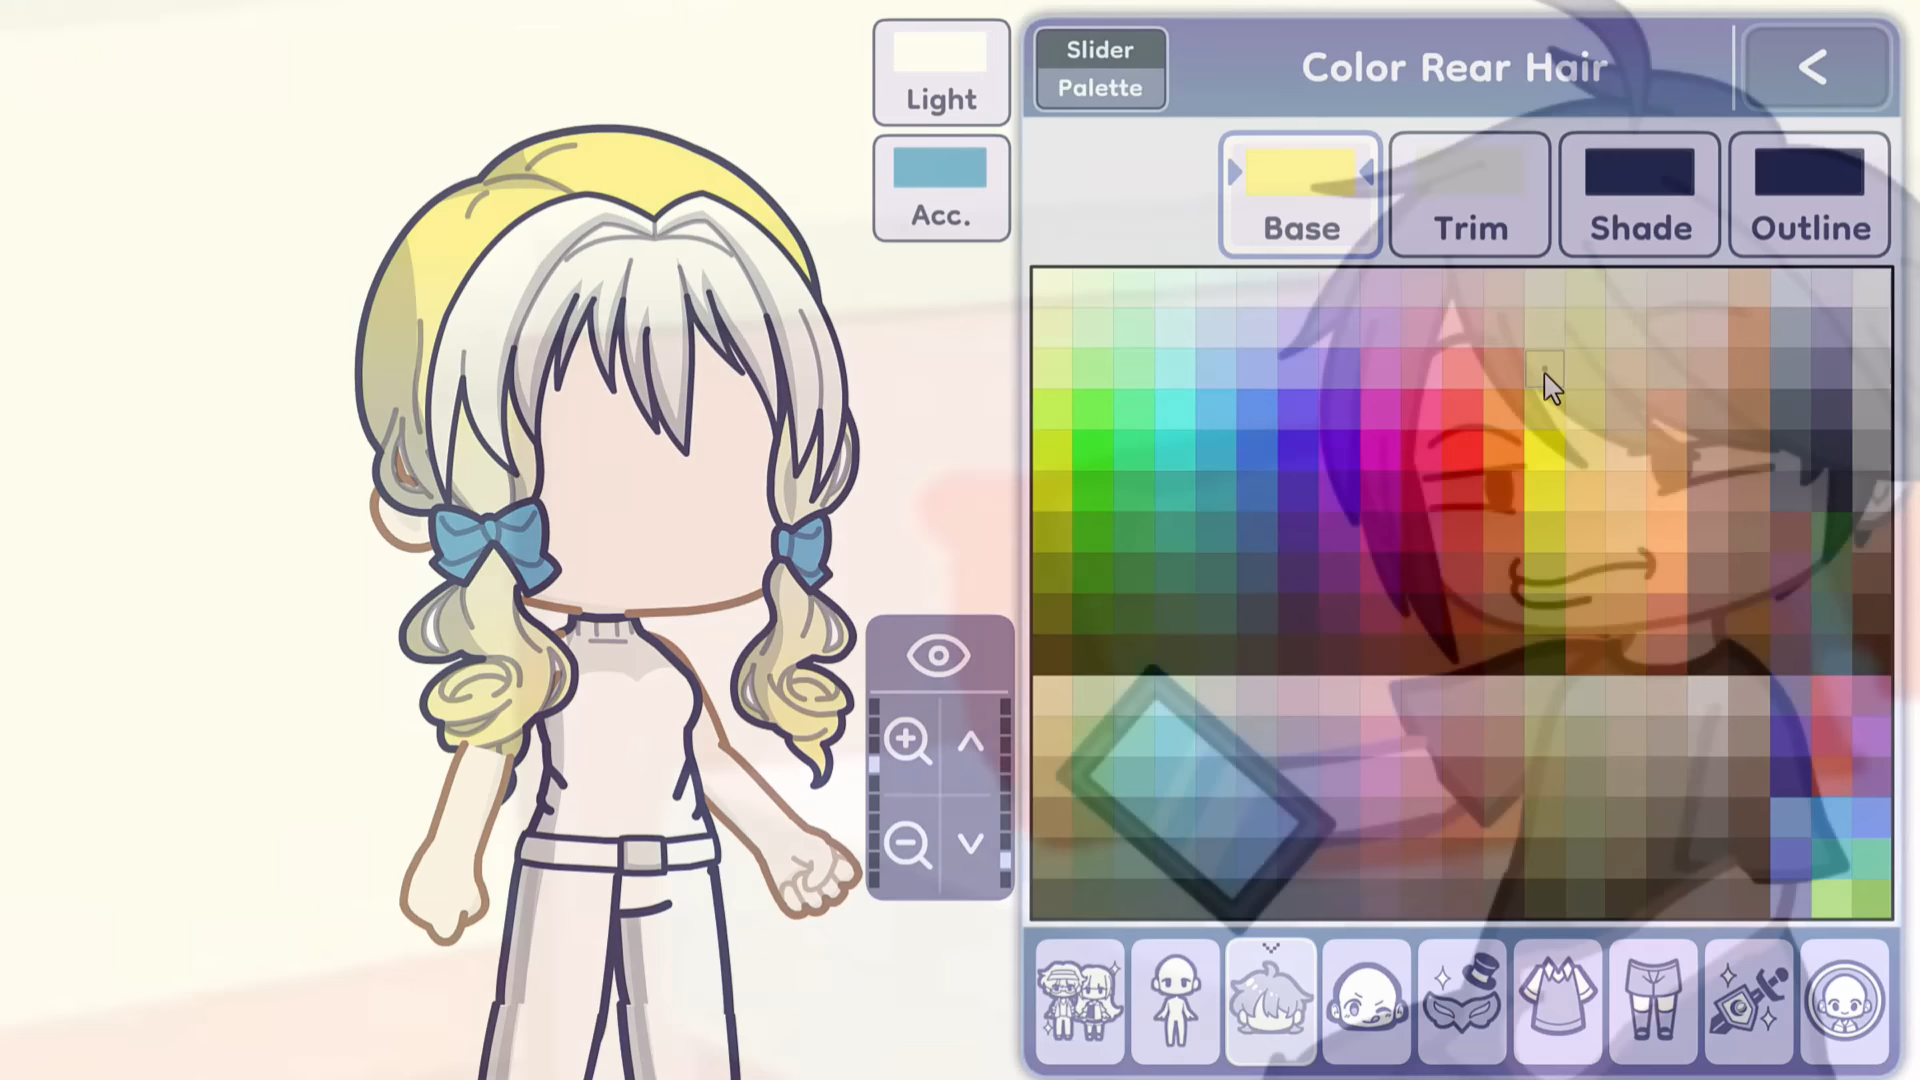 Light
Acc.
Slider
Palette
Color Rear Hair
<
Base
Trim
Shade
Outline